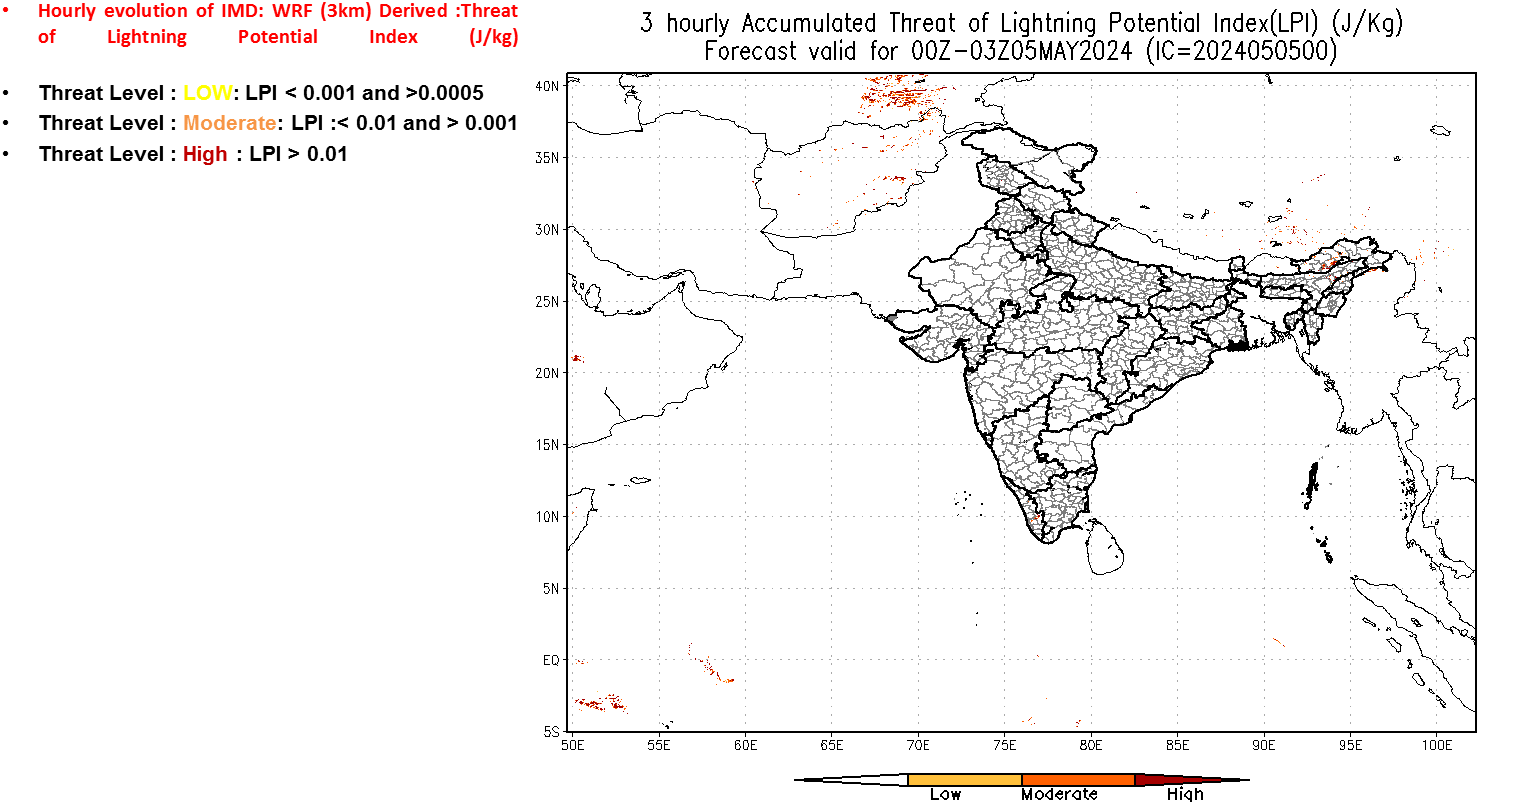 • Hourly evolution of IMD: WRF (3km) Derived :Threat
of Lightning Potential Index (J/kg)
• Threat Level : LOW: LPI < 0.001 and >0.0005
• Threat Level : Moderate: LPI :< 0.01 and > 0.001
• Threat Level : High : LPI > 0.01
3 hourly Accumulated Threat of Lightning Potential Index(LPI) (J/Kg)
Forecast valid for 00Z-03Z05MAY2024 (IC=2024050500)
40N
35N
30N
25N
20N
15N
10N
5N
EQ
5S
50E 55E 60E 65E 70E 75E 80E 85E 90E 95E 100E
Low Moderate High